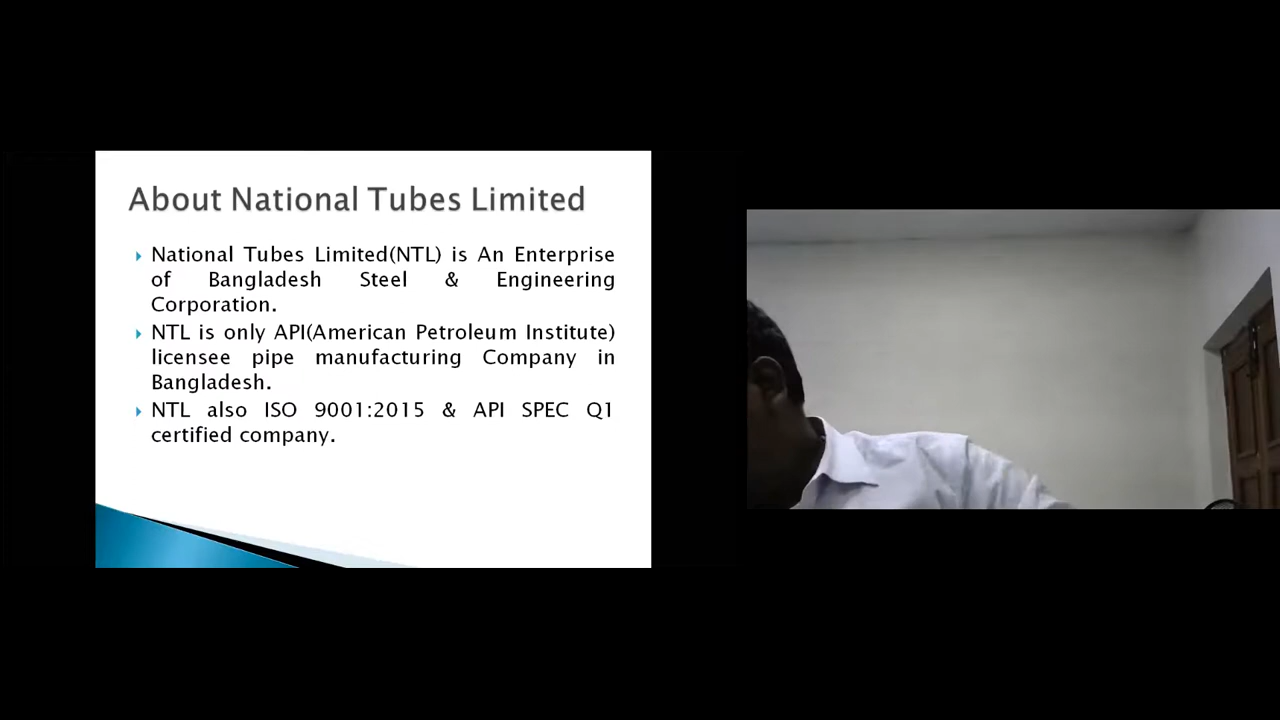 About National Tubes Limited
National Tubes Limited(NTL) is An Enterprise
of Bangladesh Steel & Engineering
Corporation.
NTL is only API(American Petroleum Institute)
licensee pipe manufacturing Company in
Bangladesh.
NTL also ISO 9001:2015 & API SPEC Q1
certified company.